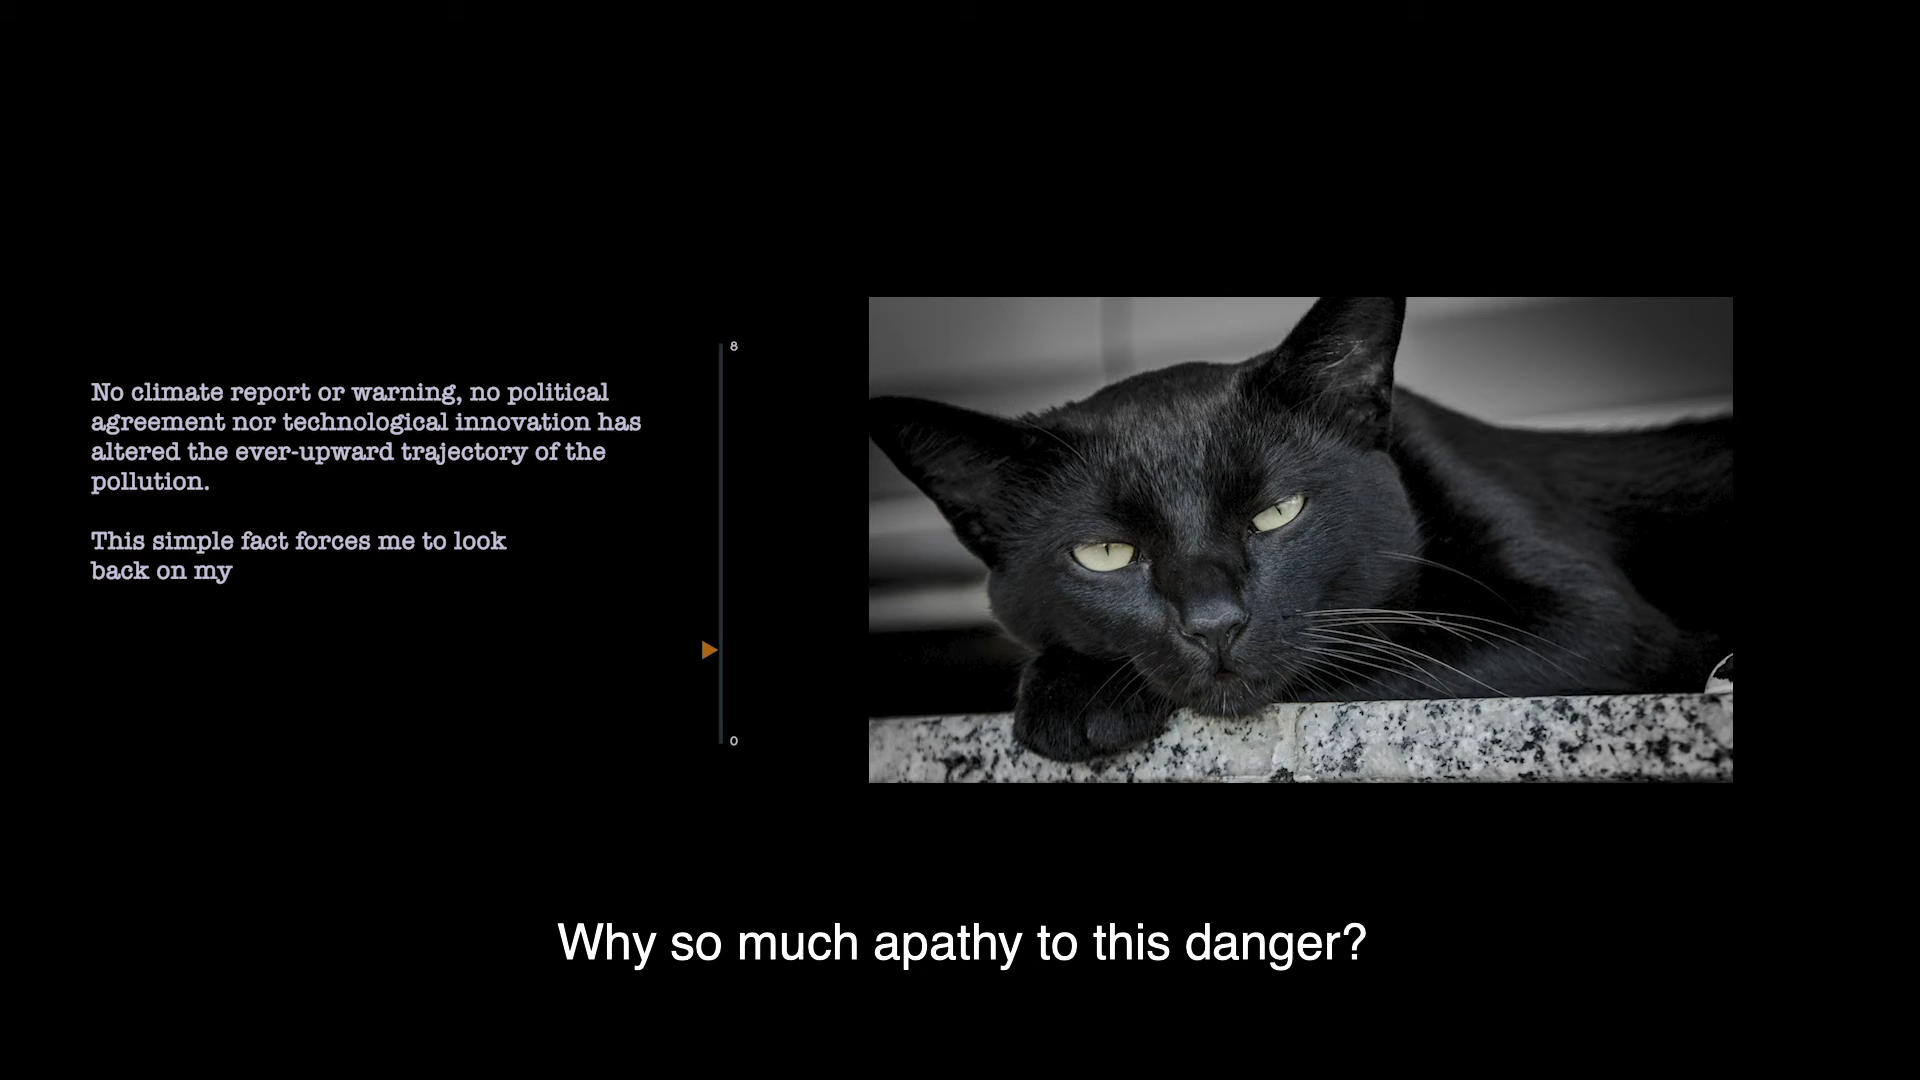 No climate report or warning, no political
agreement nor technological innovation has
altered the ever-upward trajectory of the
pollution.
This simple fact forces me to look
back on my
8
0
Why so much apathy to this danger?